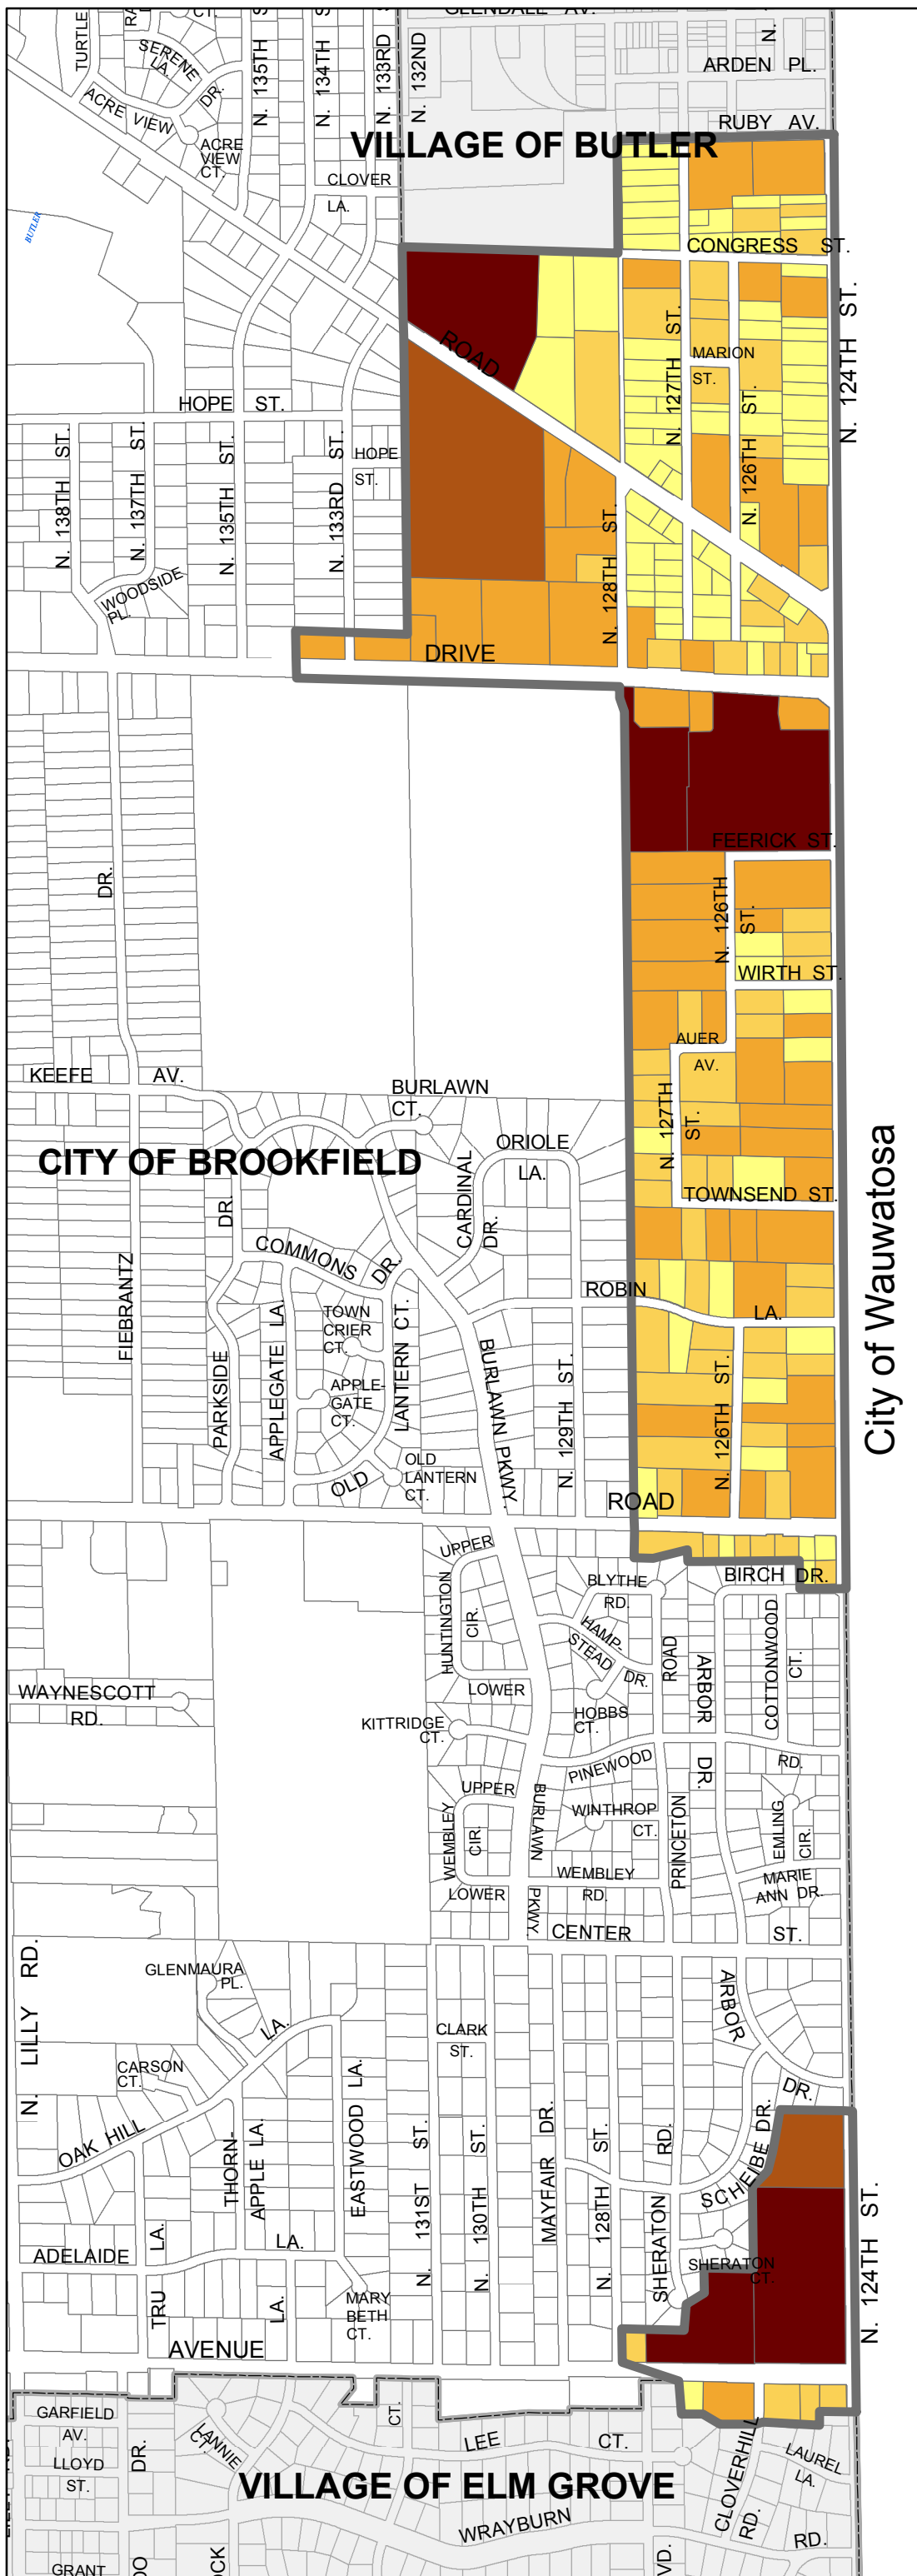 GLENDALE AV.
TURTLE
RA
CT.
SERENE
LA.
DR.
N. 135TH S
N. 134TH S
N. 133RD S
N. 132ND
N.
ARDEN PL.
RUBY AV.
ACRE VIEW
ACRE
VIEW
CT.
VILLAGE OF BUTLER
CLOVER
LA.
BUTLER
CONGRESS ST.
N. 124TH ST.
ROAD
N. 127TH ST.
MARION
ST.
N. 126TH ST.
HOPE ST.
HOPE
ST.
N. 138TH ST.
N. 137TH ST.
N. 135TH ST.
N. 133RD ST.
N. 128TH ST.
WOODSIDE
PL.
DRIVE
FEERICK ST.
DR.
N. 126TH
ST.
WIRTH ST.
AUER
AV.
KEEFE AV.
BURLAWN
CT.
N. 127TH
ST.
ORIOLE
LA.
CITY OF BROOKFIELD
CARDINAL
DR.
TOWNSEND ST.
City of Wauwatosa
DR.
COMMONS DR.
FIEBRANTZ
PARKSIDE
APPLEGATE LA.
TOWN
CRIER
CT.
LANTERN CT.
ROBIN
LA.
BURLAWN PKWY.
N. 129TH ST.
N. 126TH ST.
APPLE-
GATE
CT.
OLD
OLD
LANTERN
CT.
ROAD
UPPER
HUNTINGTON
CIR.
BLYTHE
RD.
BIRCH DR.
HAMP-
STEAD
DR.
ROAD
ARBOR
COTTONWOOD
CT.
WAYNESCOTT
RD.
LOWER
KITTRIDGE
CT.
HOBBS
CT.
PINEWOOD
RD.
DR.
UPPER
WEMBLEY
CIR.
BURLAWN
WINTHROP
CT.
PRINCETON
EMLING
CIR.
WEMBLEY
RD.
MARIE
ANN DR.
LOWER
PKWY.
CENTER ST.
N. LILLY RD.
GLENMAURA
PL.
LA.
CLARK
ST.
ARBOR
DR.
CARSON
CT.
OAK HILL
THORN-
APPLE LA.
EASTWOOD LA.
N. 131ST ST.
N. 130TH ST.
MAYFAIR DR.
N. 128TH ST.
SHERATON RD.
SCHEIBE DR.
SHERATON
CT.
N. 124TH ST.
ADELAIDE
LA.
TRU
LA.
LA.
MARY
BETH
CT.
AVENUE
GARFIELD
AV.
LLOYD
ST.
DR.
LANNIE
CT.
CT.
LEE CT.
CLOVERHILL
RD.
LAUREL
LA.
VILLAGE OF ELM GROVE
WRAYBURN
RD.
GRANT
OO
OCK
VD.